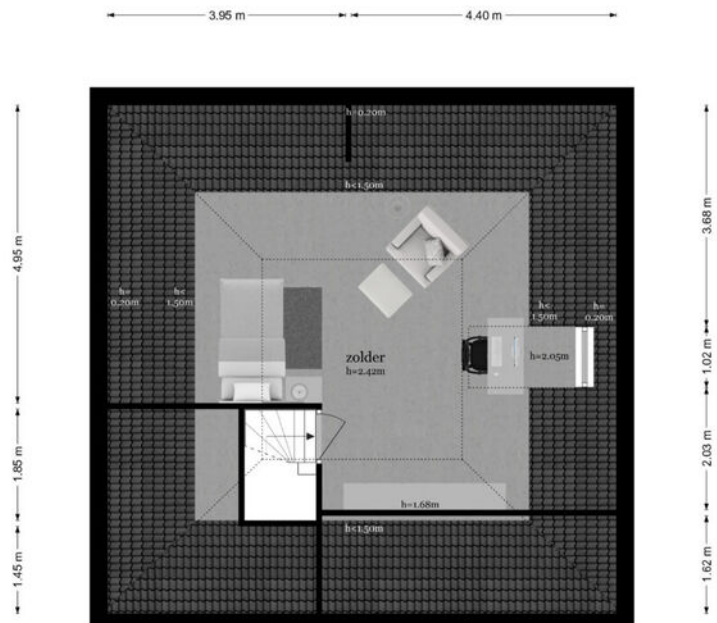 3.95 m
4.40 m
h=0.20m
h<1.50m
4.95 m
3.68 m
h=
0.20m
h<
1.50m
h<
1.50m
h=
0.20m
zolder
h=2.42m
h=2.05m
1.02 m
1.85 m
2.03 m
h=1.68m
h<1.50m
1.45 m
1.62 m